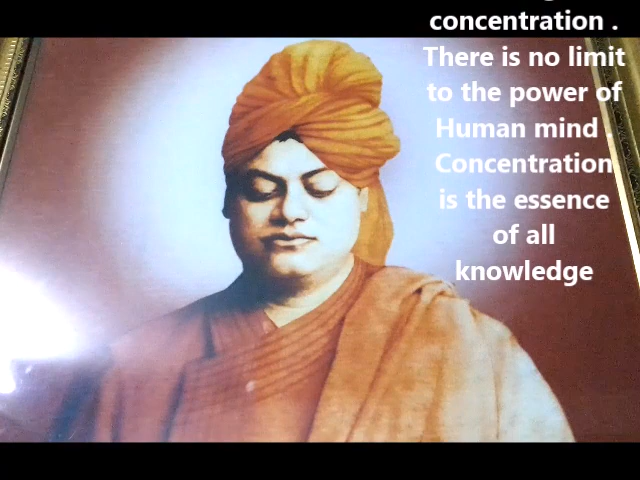 concentration .
There is no limit
to the power of
Human mind .
Concentration
is the essence
of all
knowledge